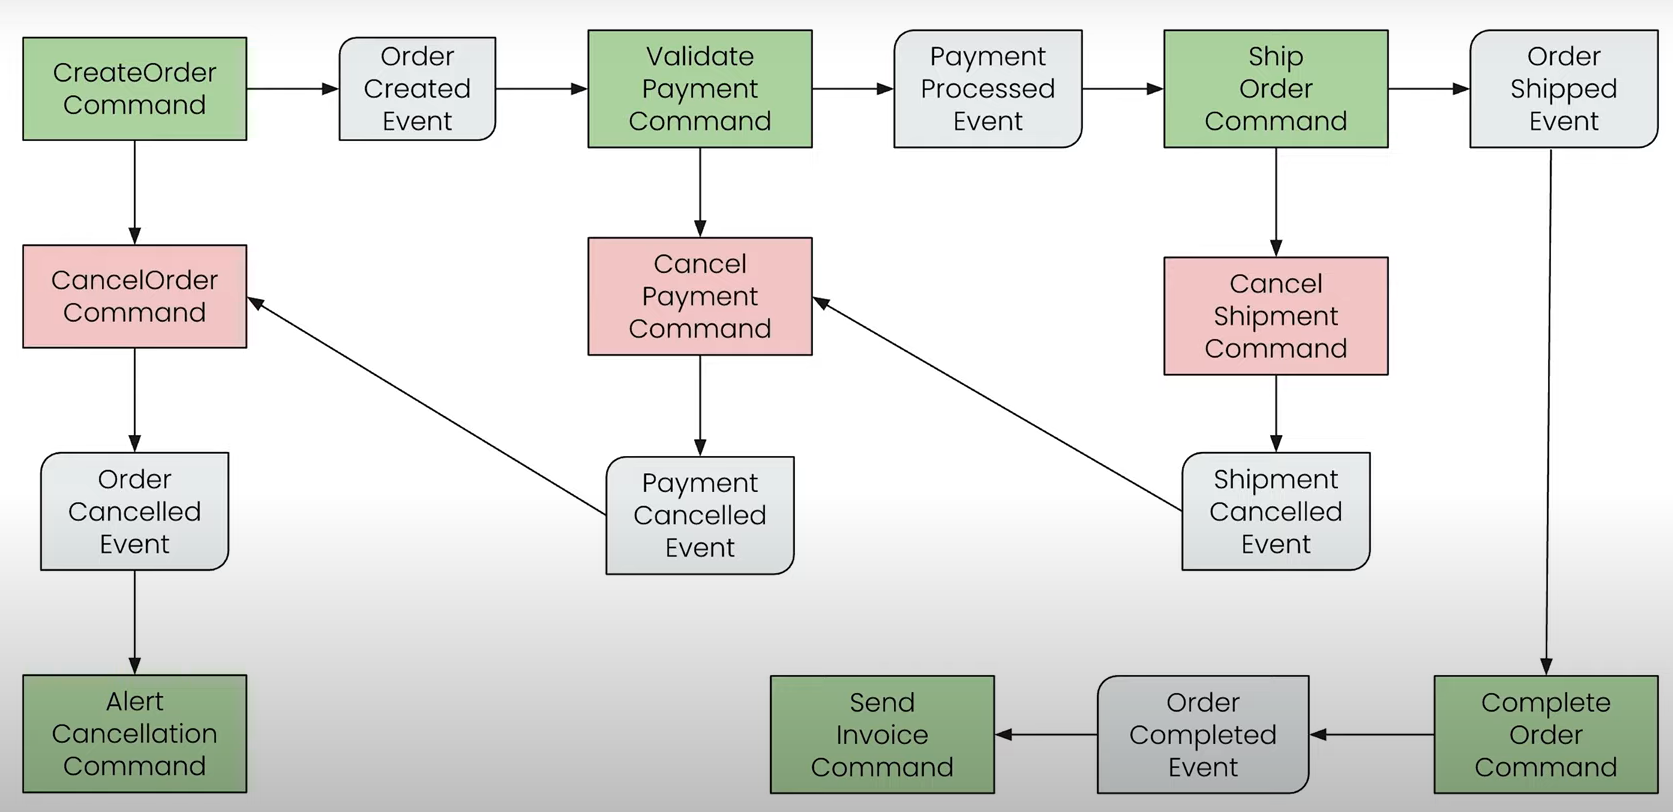 CreateOrder
Command
Order
Created
Event
Validate
Payment
Command
Payment
Processed
Event
Ship
Order
Command
Order
Shipped
Event
CancelOrder
Command
Cancel
Payment
Command
Cancel
Shipment
Command
Order
Cancelled
Event
Payment
Cancelled
Event
Shipment
Cancelled
Event
Alert
Cancellation
Command
Send
Invoice
Command
Order
Completed
Event
Complete
Order
Command